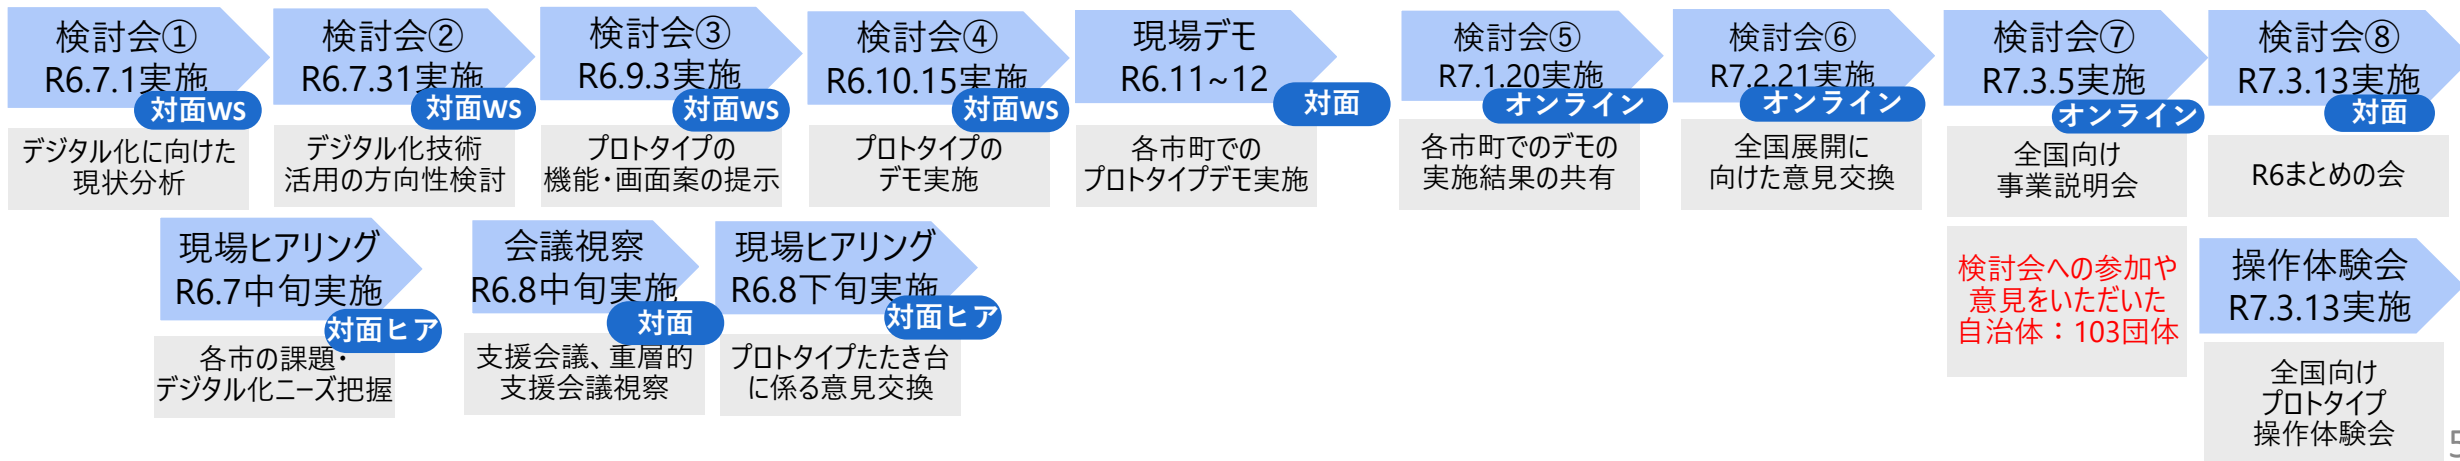 検討会①
R6.7.1実施
対面WS
デジタル化に向けた
現状分析
検討会②
R6.7.31実施
対面WS
デジタル化技術
活用の方向性検討
検討会③
R6.9.3実施
対面WS
プロトタイプの
機能・画面案の提示
検討会④
R6.10.15実施
対面WS
プロトタイプの
デモ実施
現場デモ
R6.11~12
対面
各市町での
プロトタイプデモ実施
検討会⑤
R7.1.20実施
オンライン
各市町でのデモの
実施結果の共有
検討会⑥
R7.2.21実施
オンライン
全国展開に
向けた意見交換
検討会⑦
R7.3.5実施
オンライン
全国向け
事業説明会
検討会⑧
R7.3.13実施
対面
R6まとめの会
現場ヒアリング
R6.7中旬実施
対面ヒア
各市の課題・
デジタル化ニーズ把握
会議視察
R6.8中旬実施
対面
支援会議、重層的
支援会議視察
現場ヒアリング
R6.8下旬実施
対面ヒア
プロトタイプたたき台
に係る意見交換
検討会への参加や
意見をいただいた
自治体：103団体
操作体験会
R7.3.13実施
全国向け
プロトタイプ
操作体験会